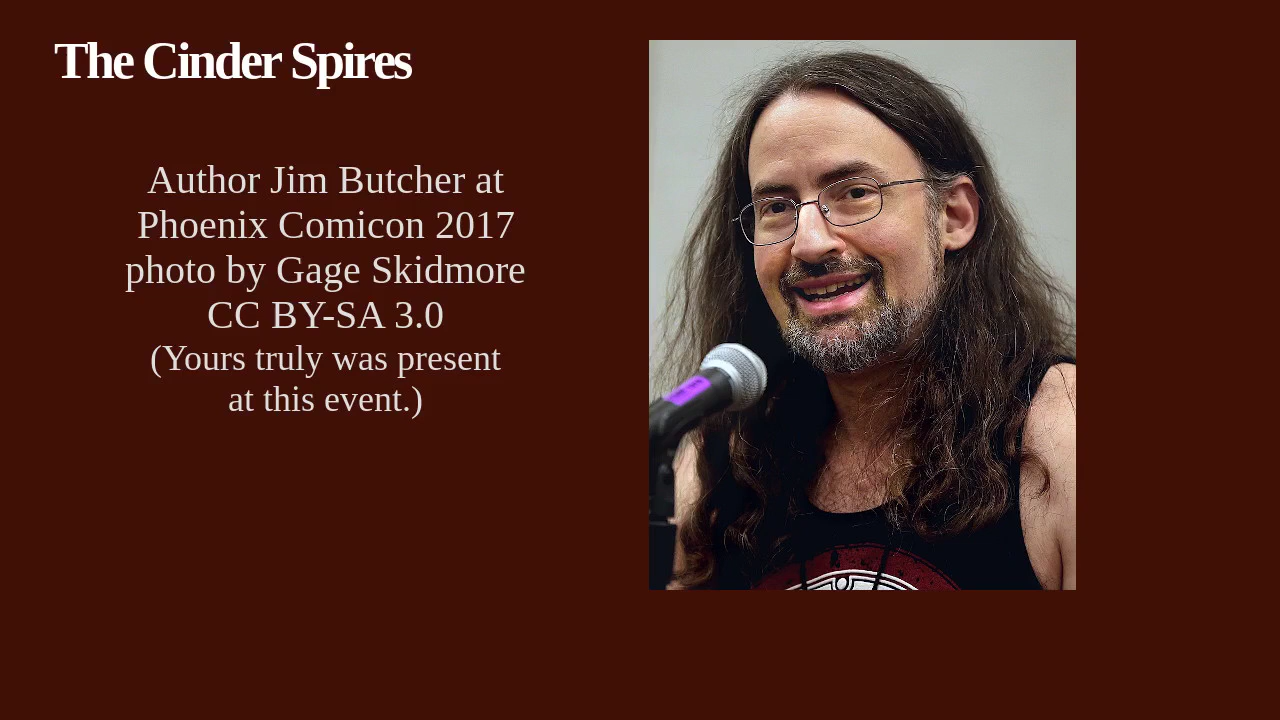 The Cinder Spires
Author Jim Butcher at
Phoenix Comicon 2017
photo by Gage Skidmore
CC BY-SA 3.0
(Yours truly was present
at this event.)